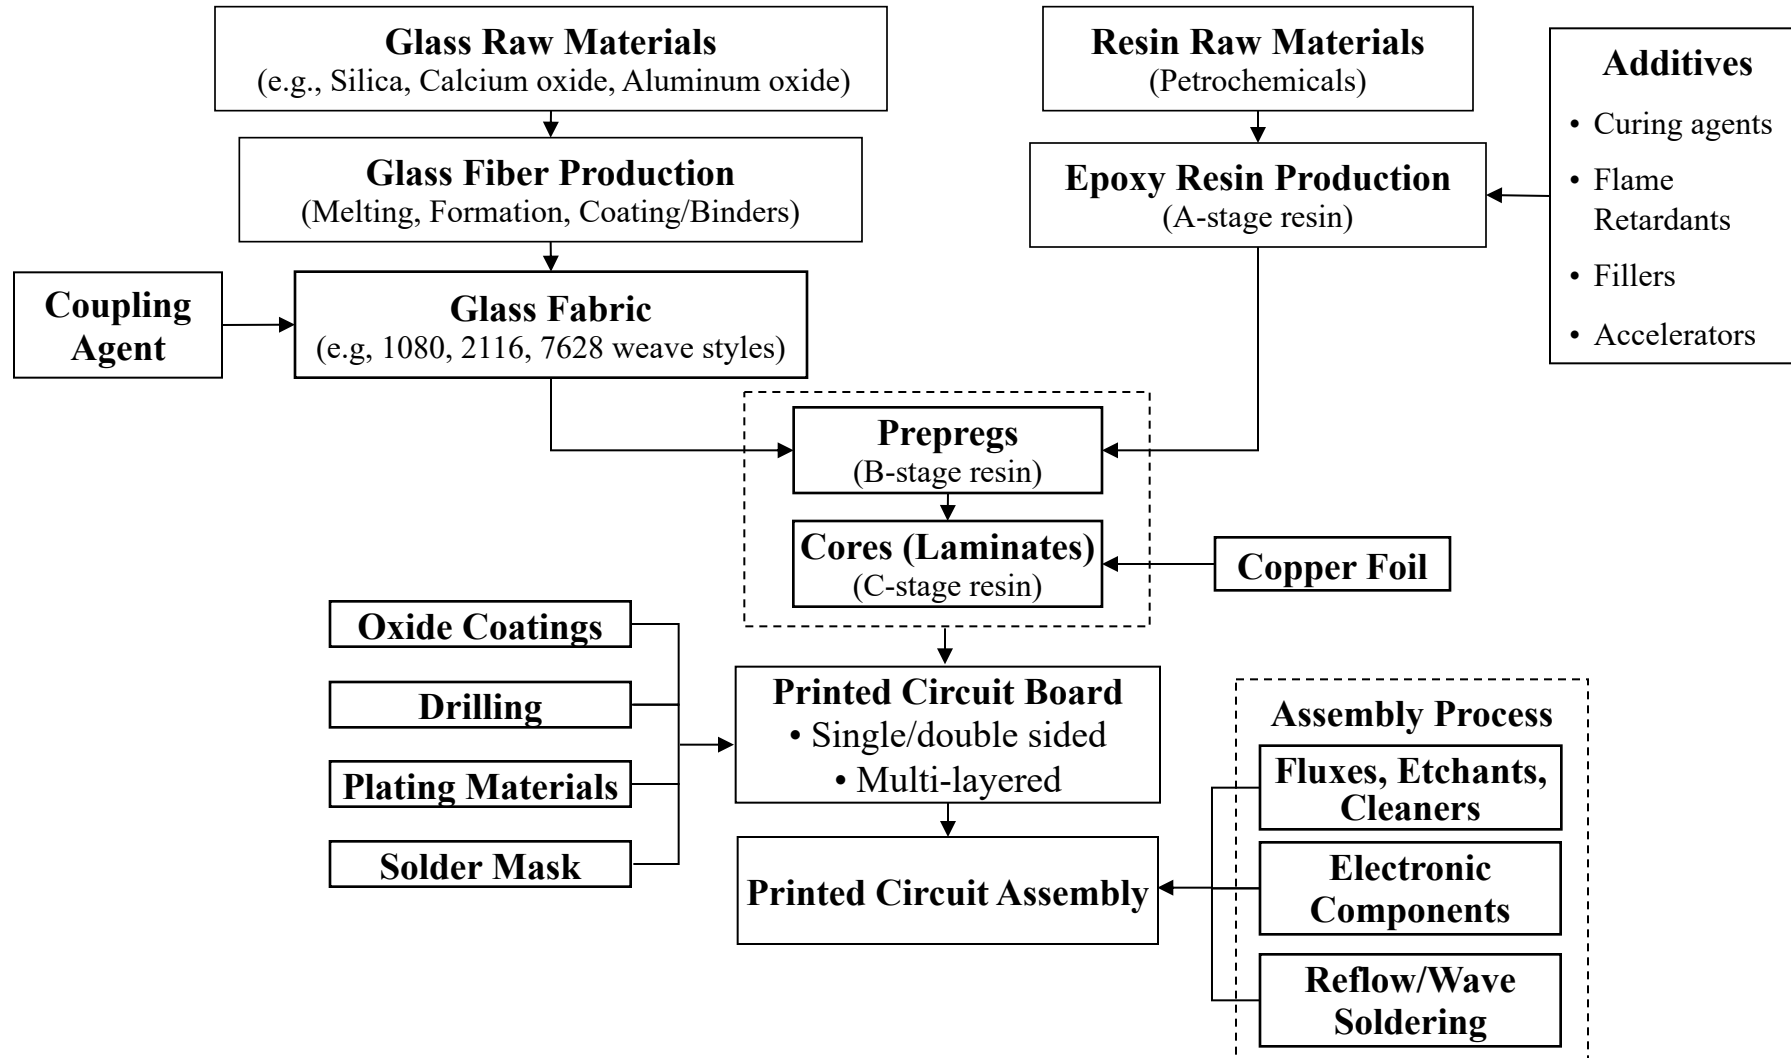 Glass Raw Materials
(e.g., Silica, Calcium oxide, Aluminum oxide)
Resin Raw Materials
(Petrochemicals)
Additives
• Curing agents
• Flame
Retardants
• Fillers
• Accelerators
Glass Fiber Production
(Melting, Formation, Coating/Binders)
Epoxy Resin Production
(A-stage resin)
Coupling
Agent
Glass Fabric
(e.g, 1080, 2116, 7628 weave styles)
Prepregs
(B-stage resin)
Cores (Laminates)
(C-stage resin)
Copper Foil
Oxide Coatings
Drilling
Plating Materials
Solder Mask
Printed Circuit Board
• Single/double sided
• Multi-layered
Printed Circuit Assembly
Assembly Process
Fluxes, Etchants,
Cleaners
Electronic
Components
Reflow/Wave
Soldering